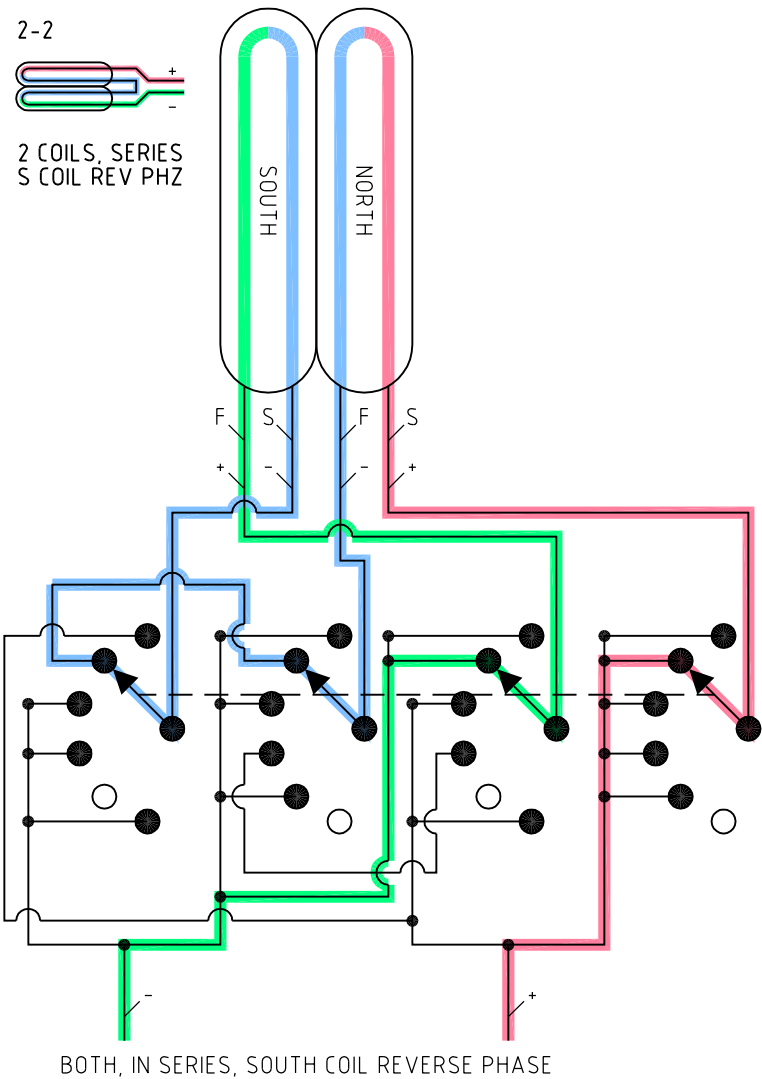 2-2
+
-
2 COILS, SERIES
S COIL REV PHZ
SOUTH
NORTH
F S F S
+ - - +
- +
BOTH, IN SERIES, SOUTH COIL REVERSE PHASE